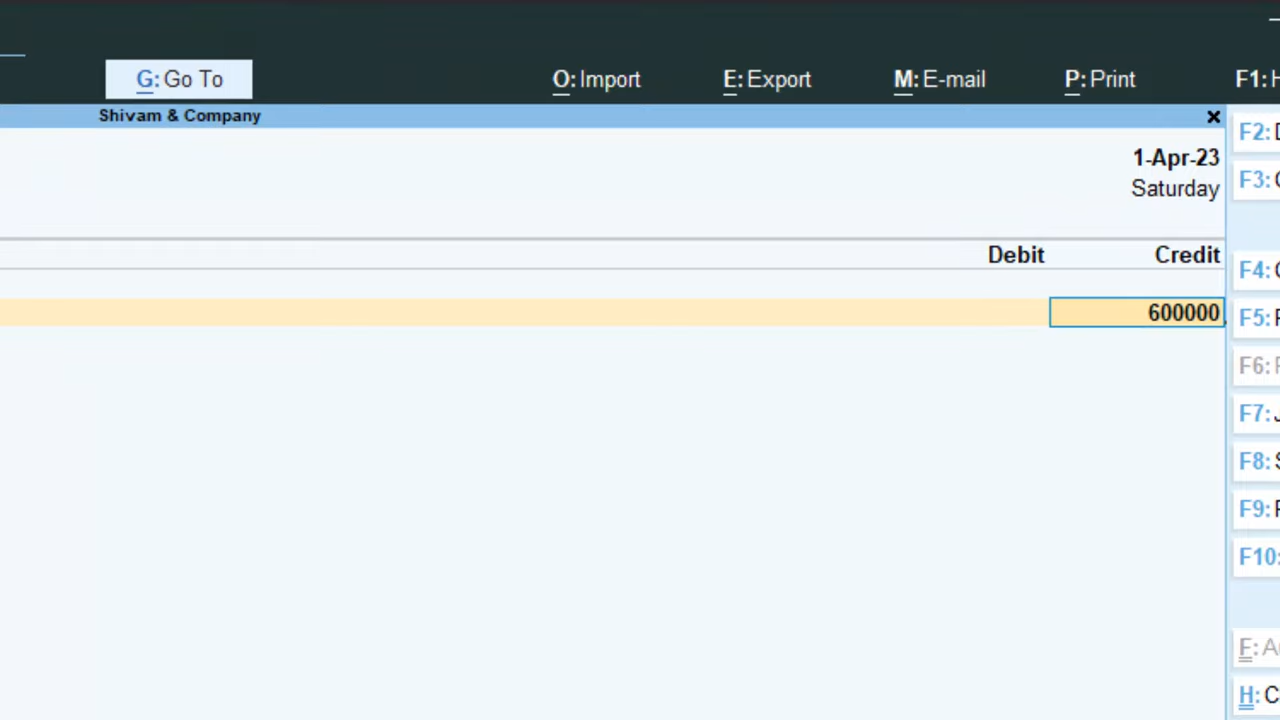 G: Go To O: Import E: Export M: E-mail P: Print F1:
Shivam & Company
F2:
1-Apr-23
F3:
Saturday
Debit Credit
F4:
600000
F5:
F6:
F7:
F8:
F9:
F10:
F:
H: